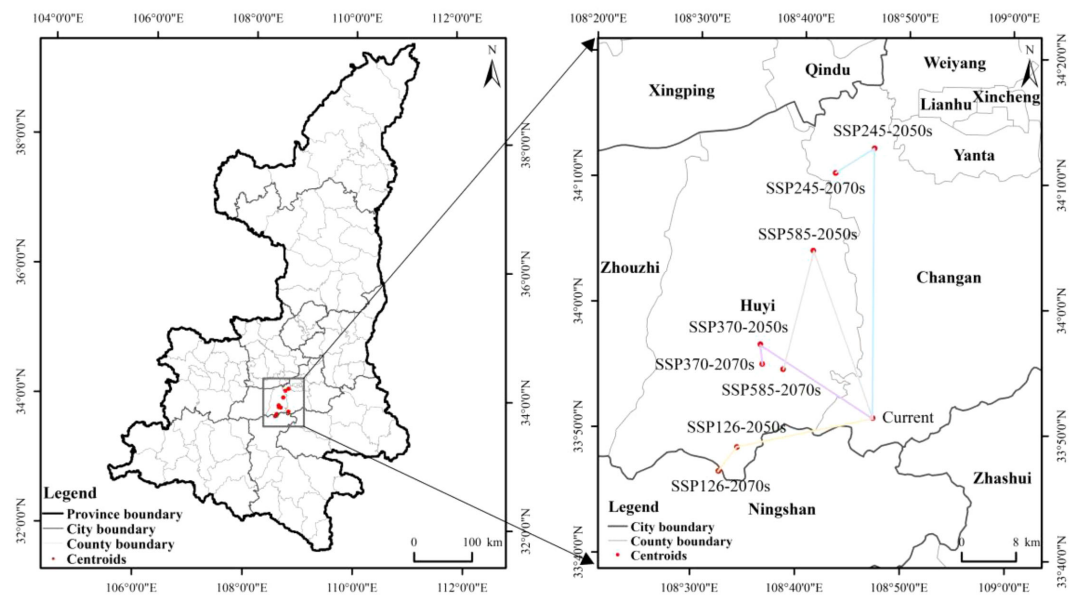 104°0'0"E 106°0'0"E 108°0'0"E 110°0'0"E 112°0'0"E
38°0'0"N
36°0'0"N
34°0'0"N
32°0'0"N
38°0'0"N
36°0'0"N
34°0'0"N
32°0'0"N
N
Legend
Province boundary
City boundary
County boundary
Centroids
0 100 km
106°0'0"E 108°0'0"E 110°0'0"E 112°0'0"E
108°20'0"E 108°30'0"E 108°40'0"E 108°50'0"E 109°0'0"E
34°10'0"N
34°0'0"N
33°50'0"N
33°40'0"N
34°20'0"N
34°10'0"N
34°0'0"N
33°50'0"N
33°40'0"N
N
Qindu
Weiyang
Xingping
Lianhu
Xincheng
SSP245-2050s
Yanta
SSP245-2070s
SSP585-2050s
Zhouzhi
Changan
Huyi
SSP370-2050s
SSP370-2070s
SSP585-2070s
Current
SSP126-2050s
Zhashui
SSP126-2070s
Ningshan
Legend
City boundary
County boundary
Centroids
0 8 km
108°30'0"E 108°40'0"E 108°50'0"E 109°0'0"E